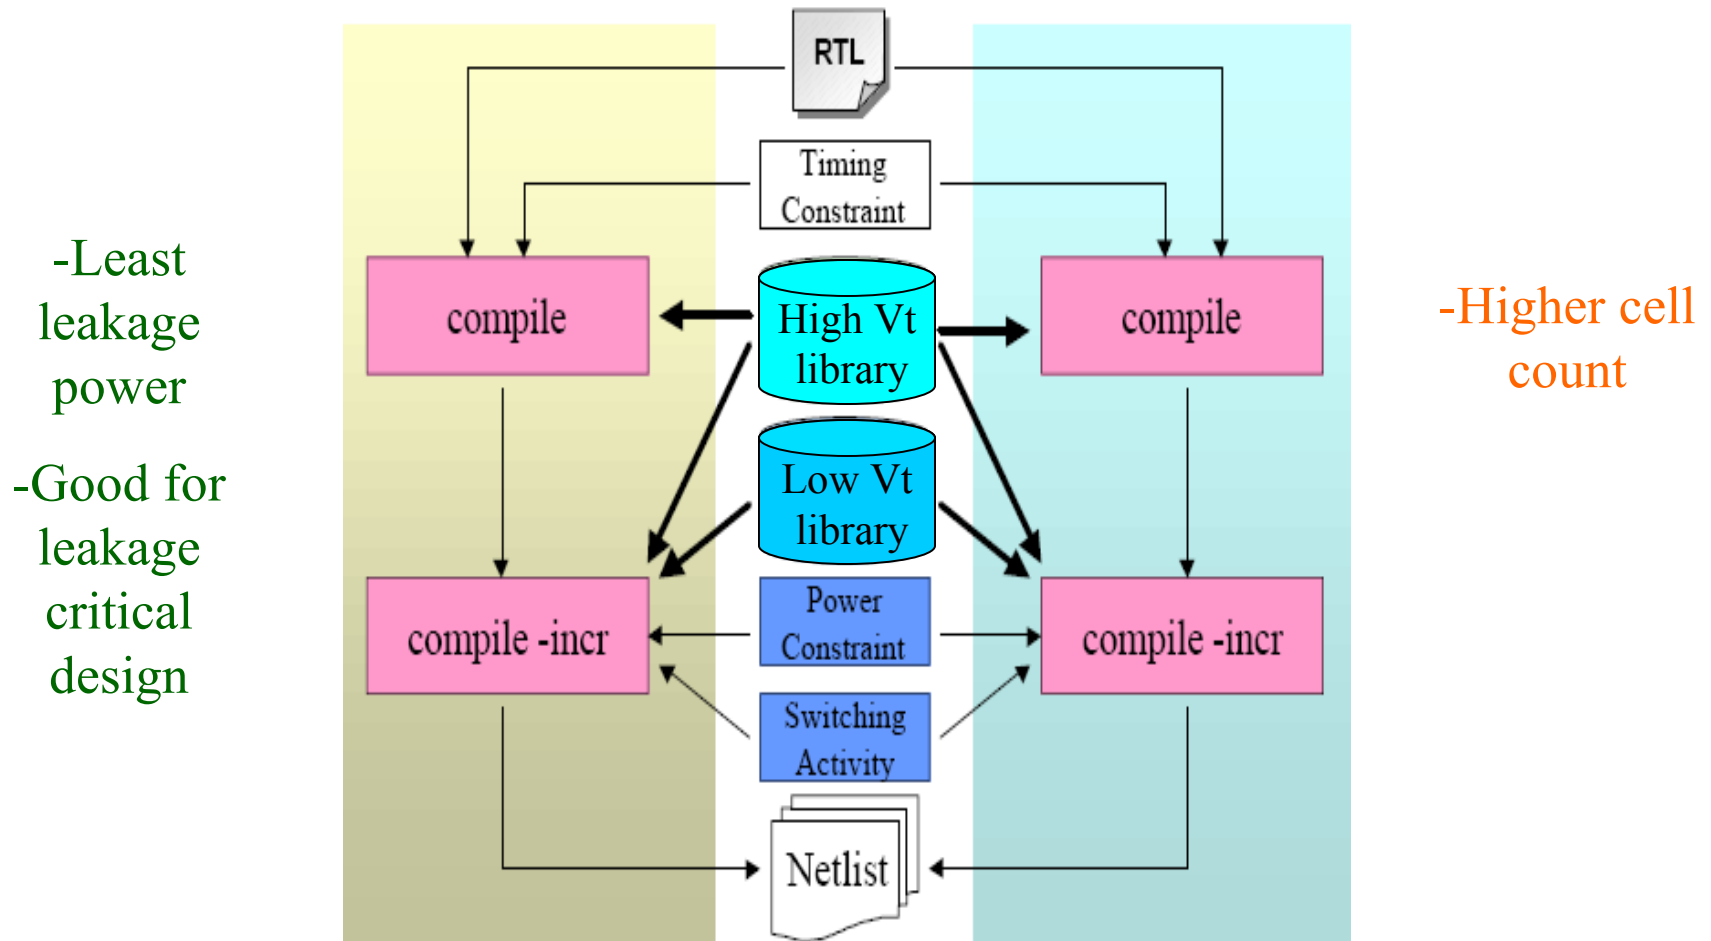 RTL
Timing
Constraint
-Least
leakage
power
-Good for
leakage
critical
design
compile
High Vt
library
compile
-Higher cell
count
Low Vt
library
compile -incr
Power
Constraint
compile -incr
Switching
Activity
Netlist